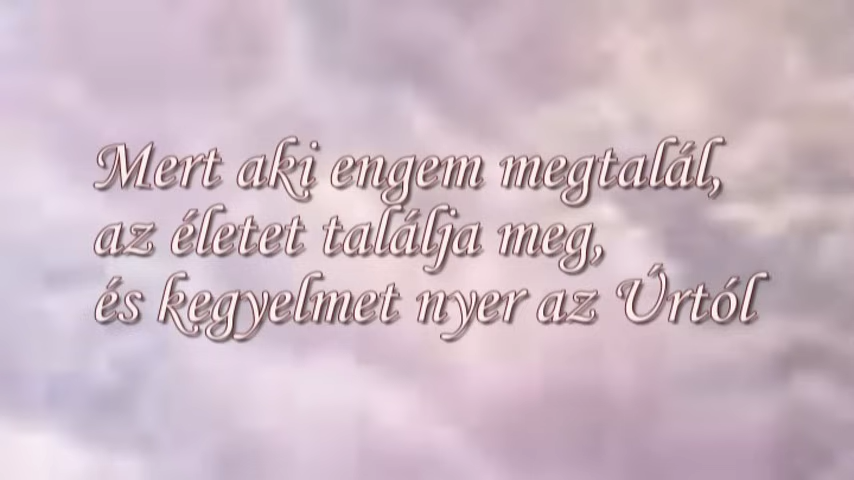 Mert aki engem megtalál,
az életet találja meg,
és kegyelmet nyer az Úrtól